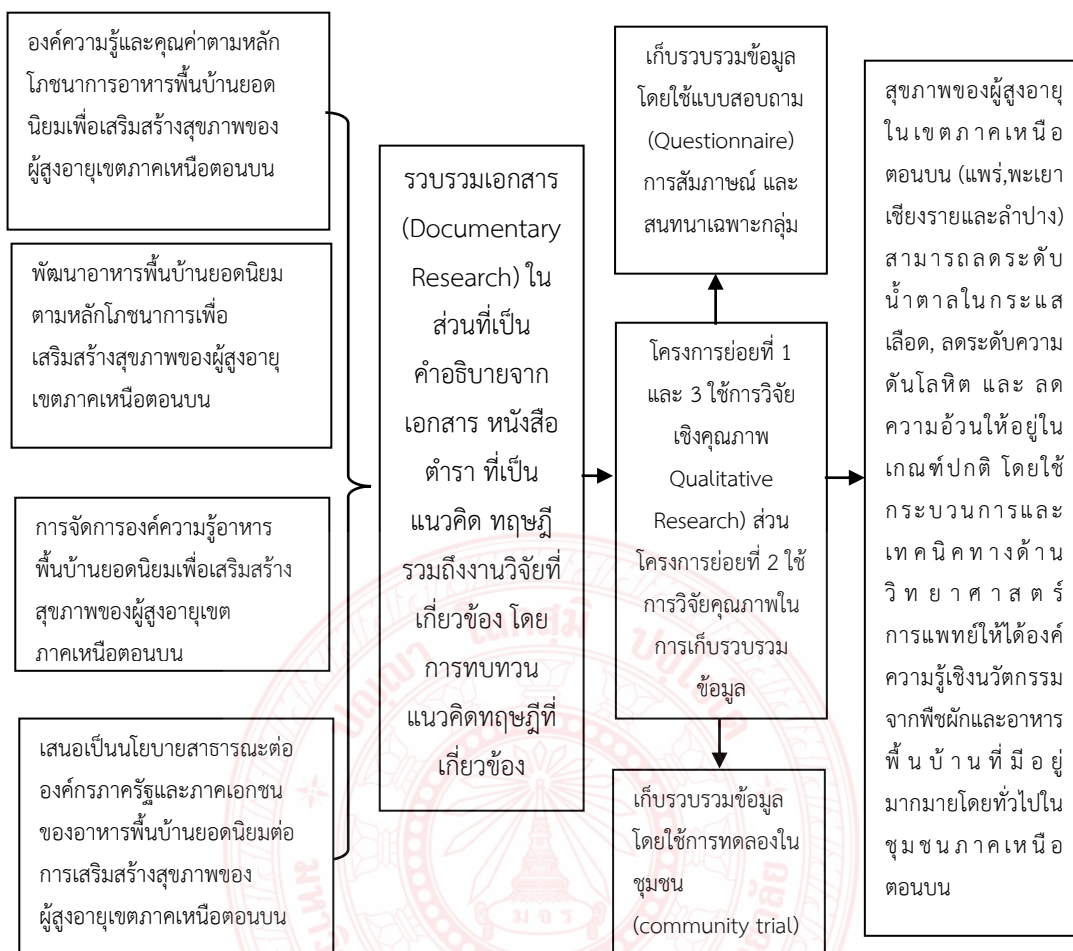 องค์ความรู้และคุณค่าตามหลัก
โภชนาการอาหารพื้นบ้านยอด
นิยมเพื่อเสริมสร้างสุขภาพของ
ผู้สูงอายุเขตภาคเหนือตอนบน
พัฒนาอาหารพื้นบ้านยอดนิยม
ตามหลักโภชนาการเพื่อ
เสริมสร้างสุขภาพของผู้สูงอายุ
เขตภาคเหนือตอนบน
การจัดการองค์ความรู้อาหาร
พื้นบ้านยอดนิยมเพื่อเสริมสร้าง
สุขภาพของผู้สูงอายุเขต
ภาคเหนือตอนบน
เสนอเป็นนโยบายสาธารณะต่อ
องค์กรภาครัฐและภาคเอกชน
ของอาหารพื้นบ้านยอดนิยมต่อ
การเสริมสร้างสุขภาพของ
ผู้สูงอายุเขตภาคเหนือตอนบน
รวบรวมเอกสาร
(Documentary
Research) ใน
ส่วนที่เป็น
คำอธิบายจาก
เอกสาร หนังสือ
ตำรา ที่เป็น
แนวคิด ทฤษฎี
รวมถึงงานวิจัยที่
เกี่ยวข้อง โดย
การทบทวน
แนวคิดทฤษฎีที่
เกี่ยวข้อง
เก็บรวบรวมข้อมูล
โดยใช้แบบสอบถาม
(Questionnaire)
การสัมภาษณ์ และ
สนทนาเฉพาะกลุ่ม
โครงการย่อยที่ 1
และ 3 ใช้การวิจัย
เชิงคุณภาพ
Qualitative
Research) ส่วน
โครงการย่อยที่ 2 ใช้
การวิจัยคุณภาพใน
การเก็บรวบรวม
ข้อมูล
เก็บรวบรวมข้อมูล
โดยใช้การทดลองใน
ชุมชน
(community trial)
สุขภาพของผู้สูงอายุ
ในเขตภาคเหนือ
ตอนบน (แพร่,พะเยา
เชียงรายและลำปาง)
สามารถลดระดับ
น้ำตาลในกระแส
เลือด, ลดระดับความ
ดันโลหิต และ ลด
ความอ้วนให้อยู่ใน
เกณฑ์ปกติ โดยใช้
กระบวนการและ
เทคนิคทางด้าน
วิทยาศาสตร์
การแพทย์ให้ได้องค์
ความรู้เชิงนวัตกรรม
จากพืชผักและอาหาร
พื้นบ้านที่มีอยู่
มากมายโดยทั่วไปใน
ชุมชนภาคเหนือ
ตอนบน
ปญฺญา โลกสฺมิ ปชฺโชโต
มจร